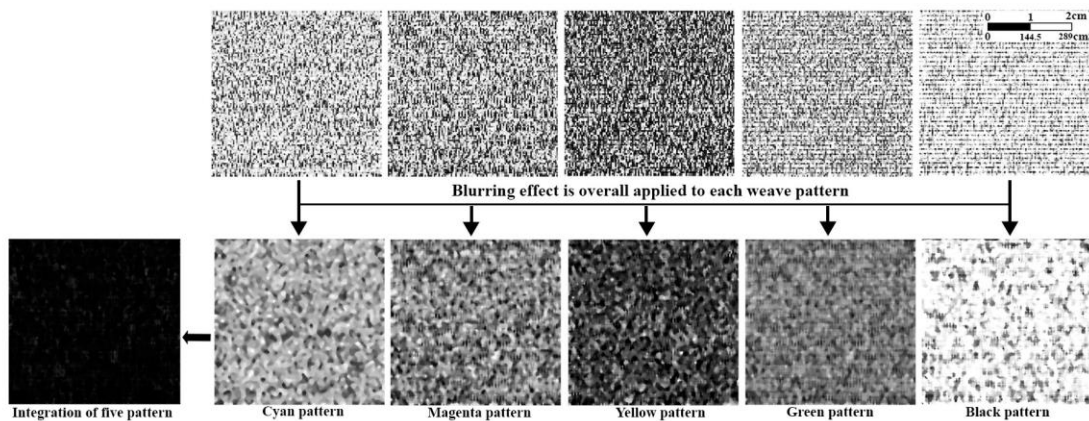 0 1 2cm
0 144.5 289cm
Blurring effect is overall applied to each weave pattern
Integration of five pattern
Cyan pattern
Magenta pattern
Yellow pattern
Green pattern
Black pattern